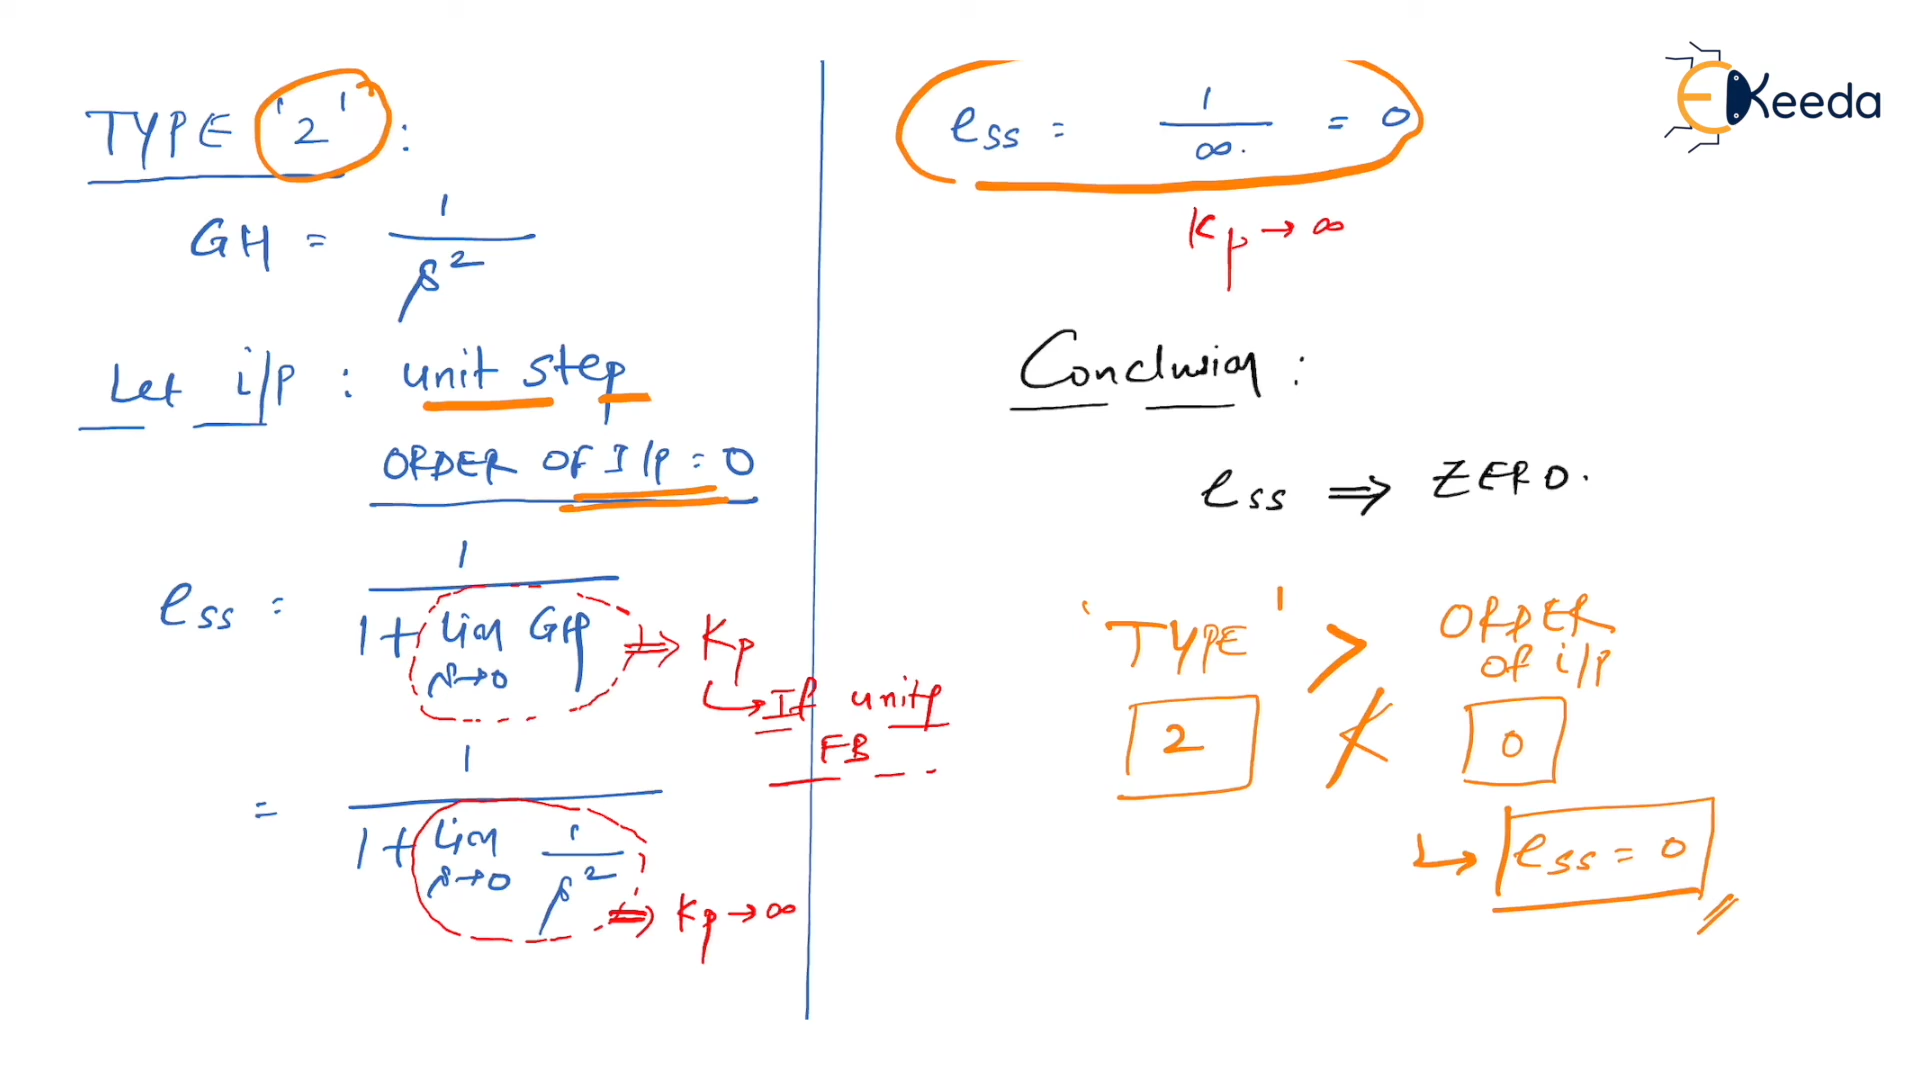 TYPE '2' :
GH = 1 / s²
Let i/p : unit step
ORDER OF I/P = 0
ess = 1 / 1 + lim s→0 GH ⇒ Kp
↳ If unity
FB
= 1 / 1 + lim s→0 1 / s² ⇒ Kp → ∞
ess = 1 / ∞ = 0
Kp → ∞
Conclusion :
ess ⇒ ZERO.
'TYPE' > ORDER
of i/p
2 < 0
↳ ess = 0
EKeeda